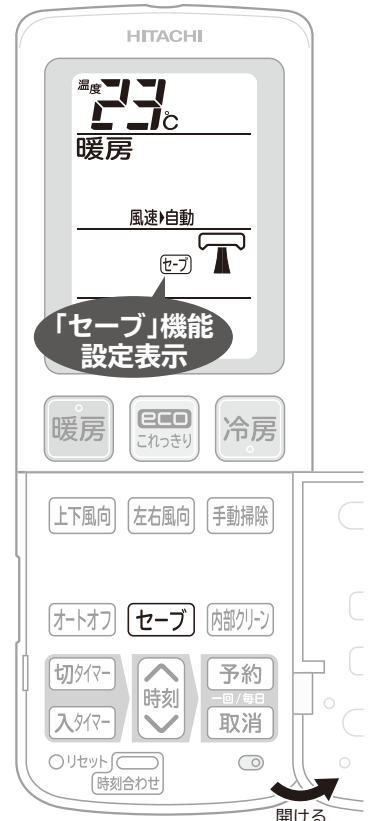 HITACHI
温度 23℃
暖房
風速▶自動
セーブ
「セーブ」機能
設定表示
暖房
eco
これっきり
冷房
上下風向
左右風向
手動掃除
オートオフ
セーブ
内部クリーン
切タイマー
時刻
予約
一回/毎日
入タイマー
取消
リセット
時刻合わせ
開ける